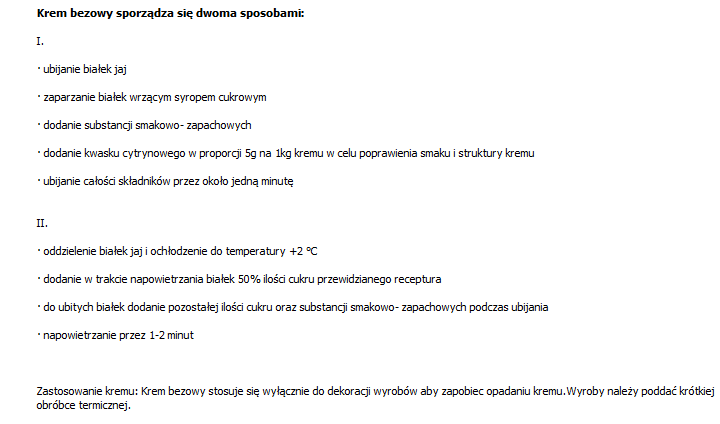 Krem bezowy sporządza się dwoma sposobami:
I.
· ubijanie białek jaj
· zaparzanie białek wrzącym syropem cukrowym
· dodanie substancji smakowo- zapachowych
· dodanie kwasku cytrynowego w proporcji 5g na 1kg kremu w celu poprawienia smaku i struktury kremu
· ubijanie całości składników przez około jedną minutę
II.
· oddzielenie białek jaj i ochłodzenie do temperatury +2 °C
· dodanie w trakcie napowietrzania białek 50% ilości cukru przewidzianego receptura
· do ubitych białek dodanie pozostałej ilości cukru oraz substancji smakowo- zapachowych podczas ubijania
· napowietrzanie przez 1-2 minut
Zastosowanie kremu: Krem bezowy stosuje się wyłącznie do dekoracji wyrobów aby zapobiec opadaniu kremu.Wyroby należy poddać krótkiej
obróbce termicznej.